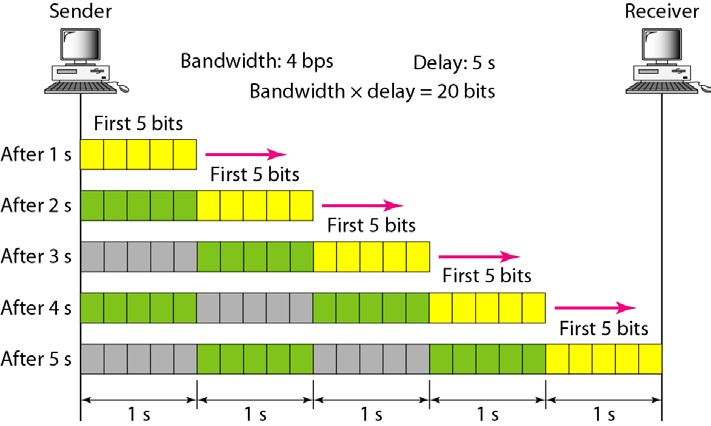 Sender
Receiver
Bandwidth: 4 bps
Delay: 5 s
Bandwidth × delay = 20 bits
First 5 bits
After 1 s
First 5 bits
After 2 s
First 5 bits
After 3 s
First 5 bits
After 4 s
First 5 bits
After 5 s
1 s
1 s
1 s
1 s
1 s